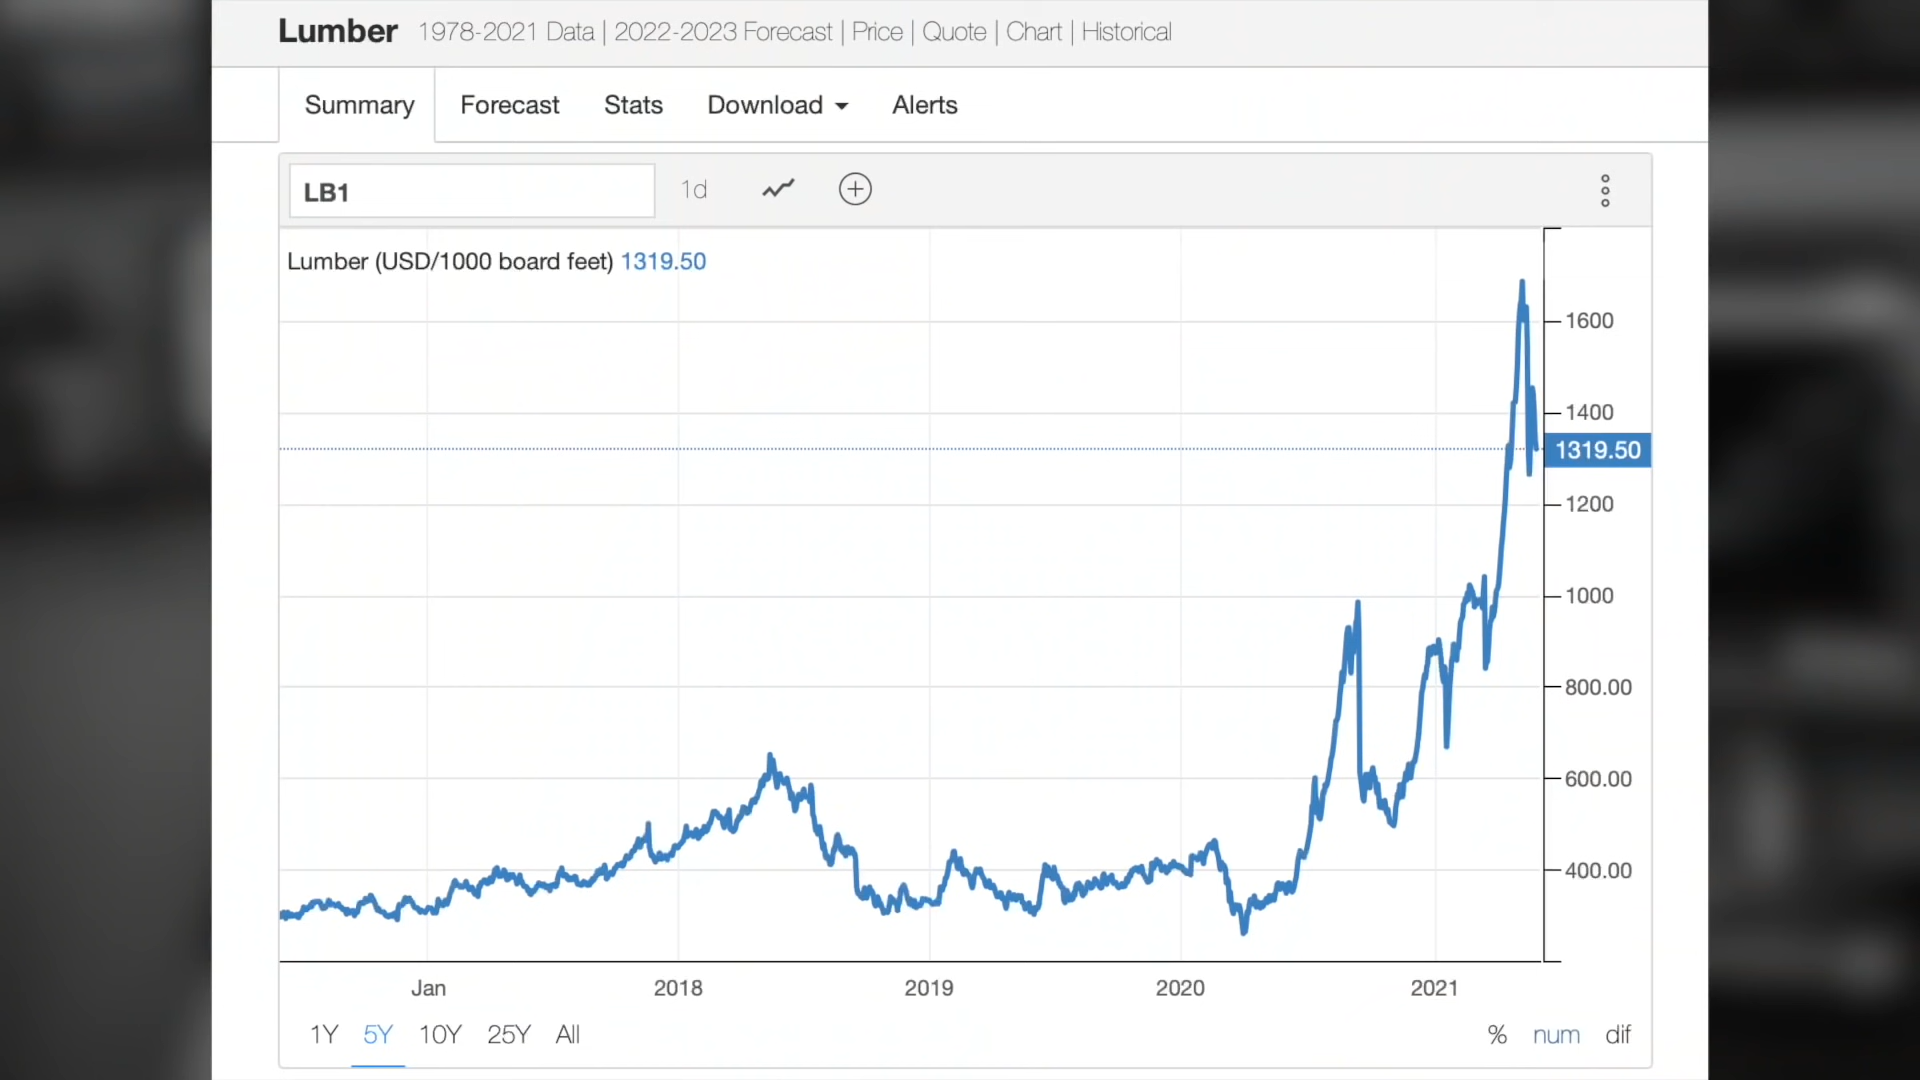 Lumber 1978-2021 Data | 2022-2023 Forecast | Price | Quote | Chart | Historical
Summary Forecast Stats Download Alerts
LB1 1d
Lumber (USD/1000 board feet) 1319.50
1600
1400
1319.50
1200
1000
800.00
600.00
400.00
Jan 2018 2019 2020 2021
1Y 5Y 10Y 25Y All % num dif